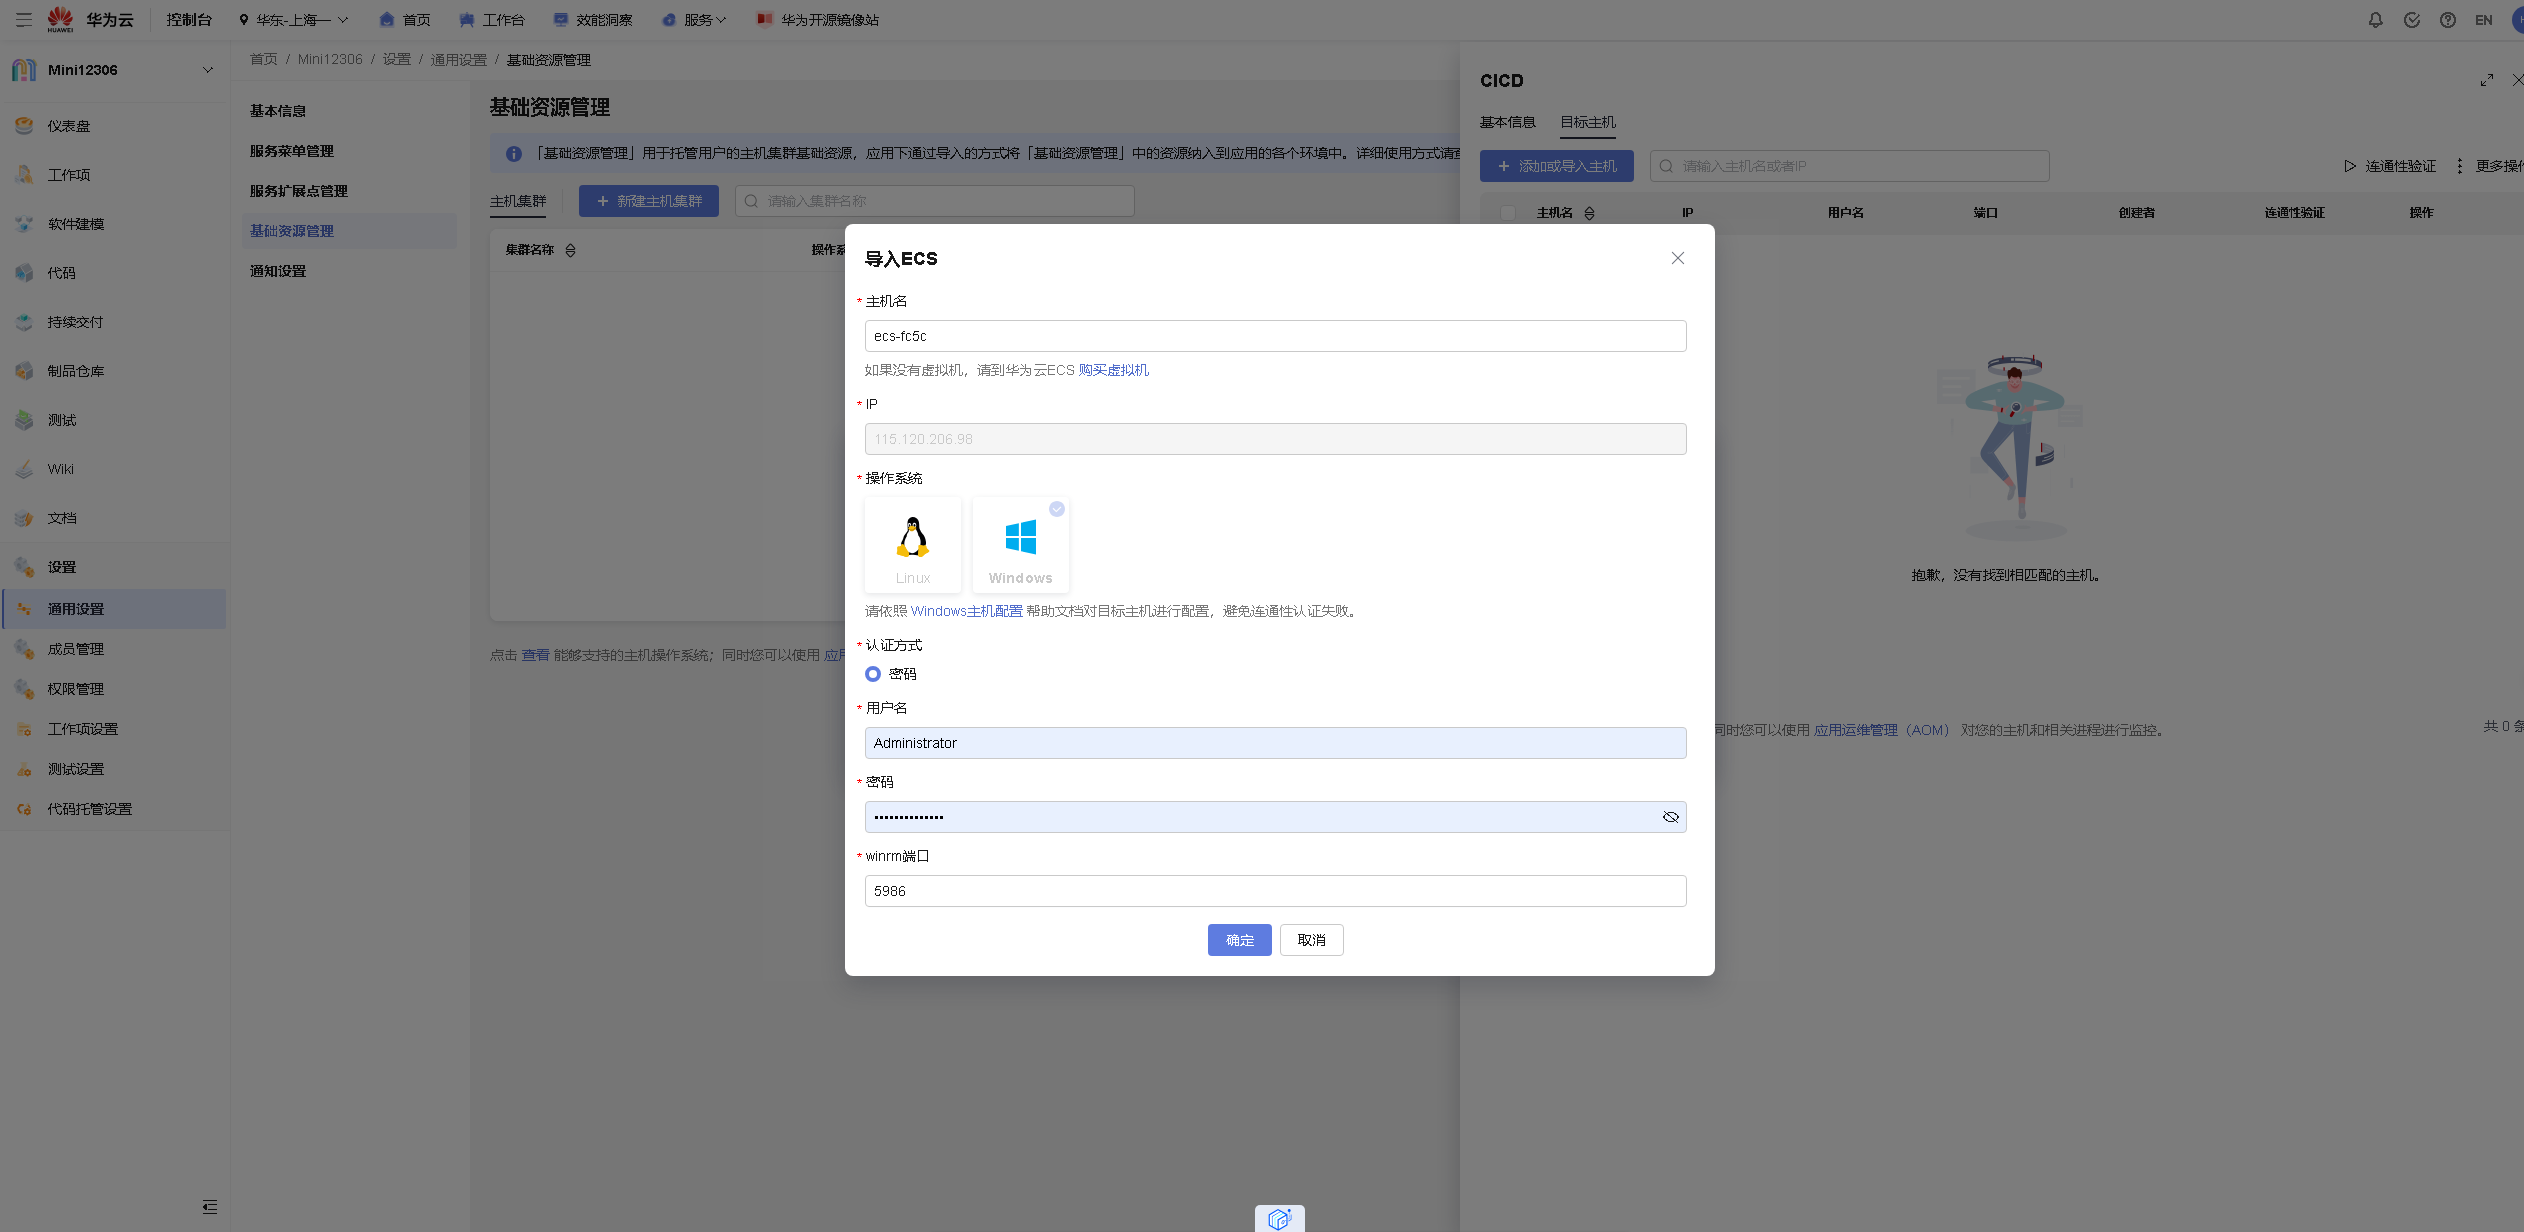 HUAWEI 华为云 控制台 华东-上海一 首页 工作台 效能洞察 服务 华为开源镜像站 EN
Mini12306
仪表盘
工作项
软件建模
代码
持续交付
制品仓库
测试
Wiki
文档
设置
通用设置
成员管理
权限管理
工作项设置
测试设置
代码托管设置
首页 / Mini12306 / 设置 / 通用设置 / 基础资源管理
基本信息
服务菜单管理
服务扩展点管理
基础资源管理
通知设置
基础资源管理
「基础资源管理」用于托管用户的主机集群基础资源，应用下通过导入的方式将「基础资源管理」中的资源纳入到应用的各个环境中。详细使用方式请
主机集群 + 新建主机集群 请输入集群名称
集群名称 操作
点击 查看 能够支持的主机操作系统；同时您可以使用 应
CICD
基本信息 目标主机
+ 添加或导入主机 请输入主机名或者IP 连通性验证 更多操
主机名 IP 用户名 端口 创建者 连通性验证 操作
抱歉，没有找到相匹配的主机。
同时您可以使用 应用运维管理（AOM） 对您的主机和相关进程进行监控。 共 0 条
导入ECS
* 主机名
ecs-fc5c
如果没有虚拟机，请到华为云ECS 购买虚拟机
* IP
115.120.206.98
* 操作系统
Linux Windows
请依照 Windows主机配置 帮助文档对目标主机进行配置，避免连通性认证失败。
* 认证方式
密码
* 用户名
Administrator
* 密码
••••••••••••••
* winrm端口
5986
确定 取消